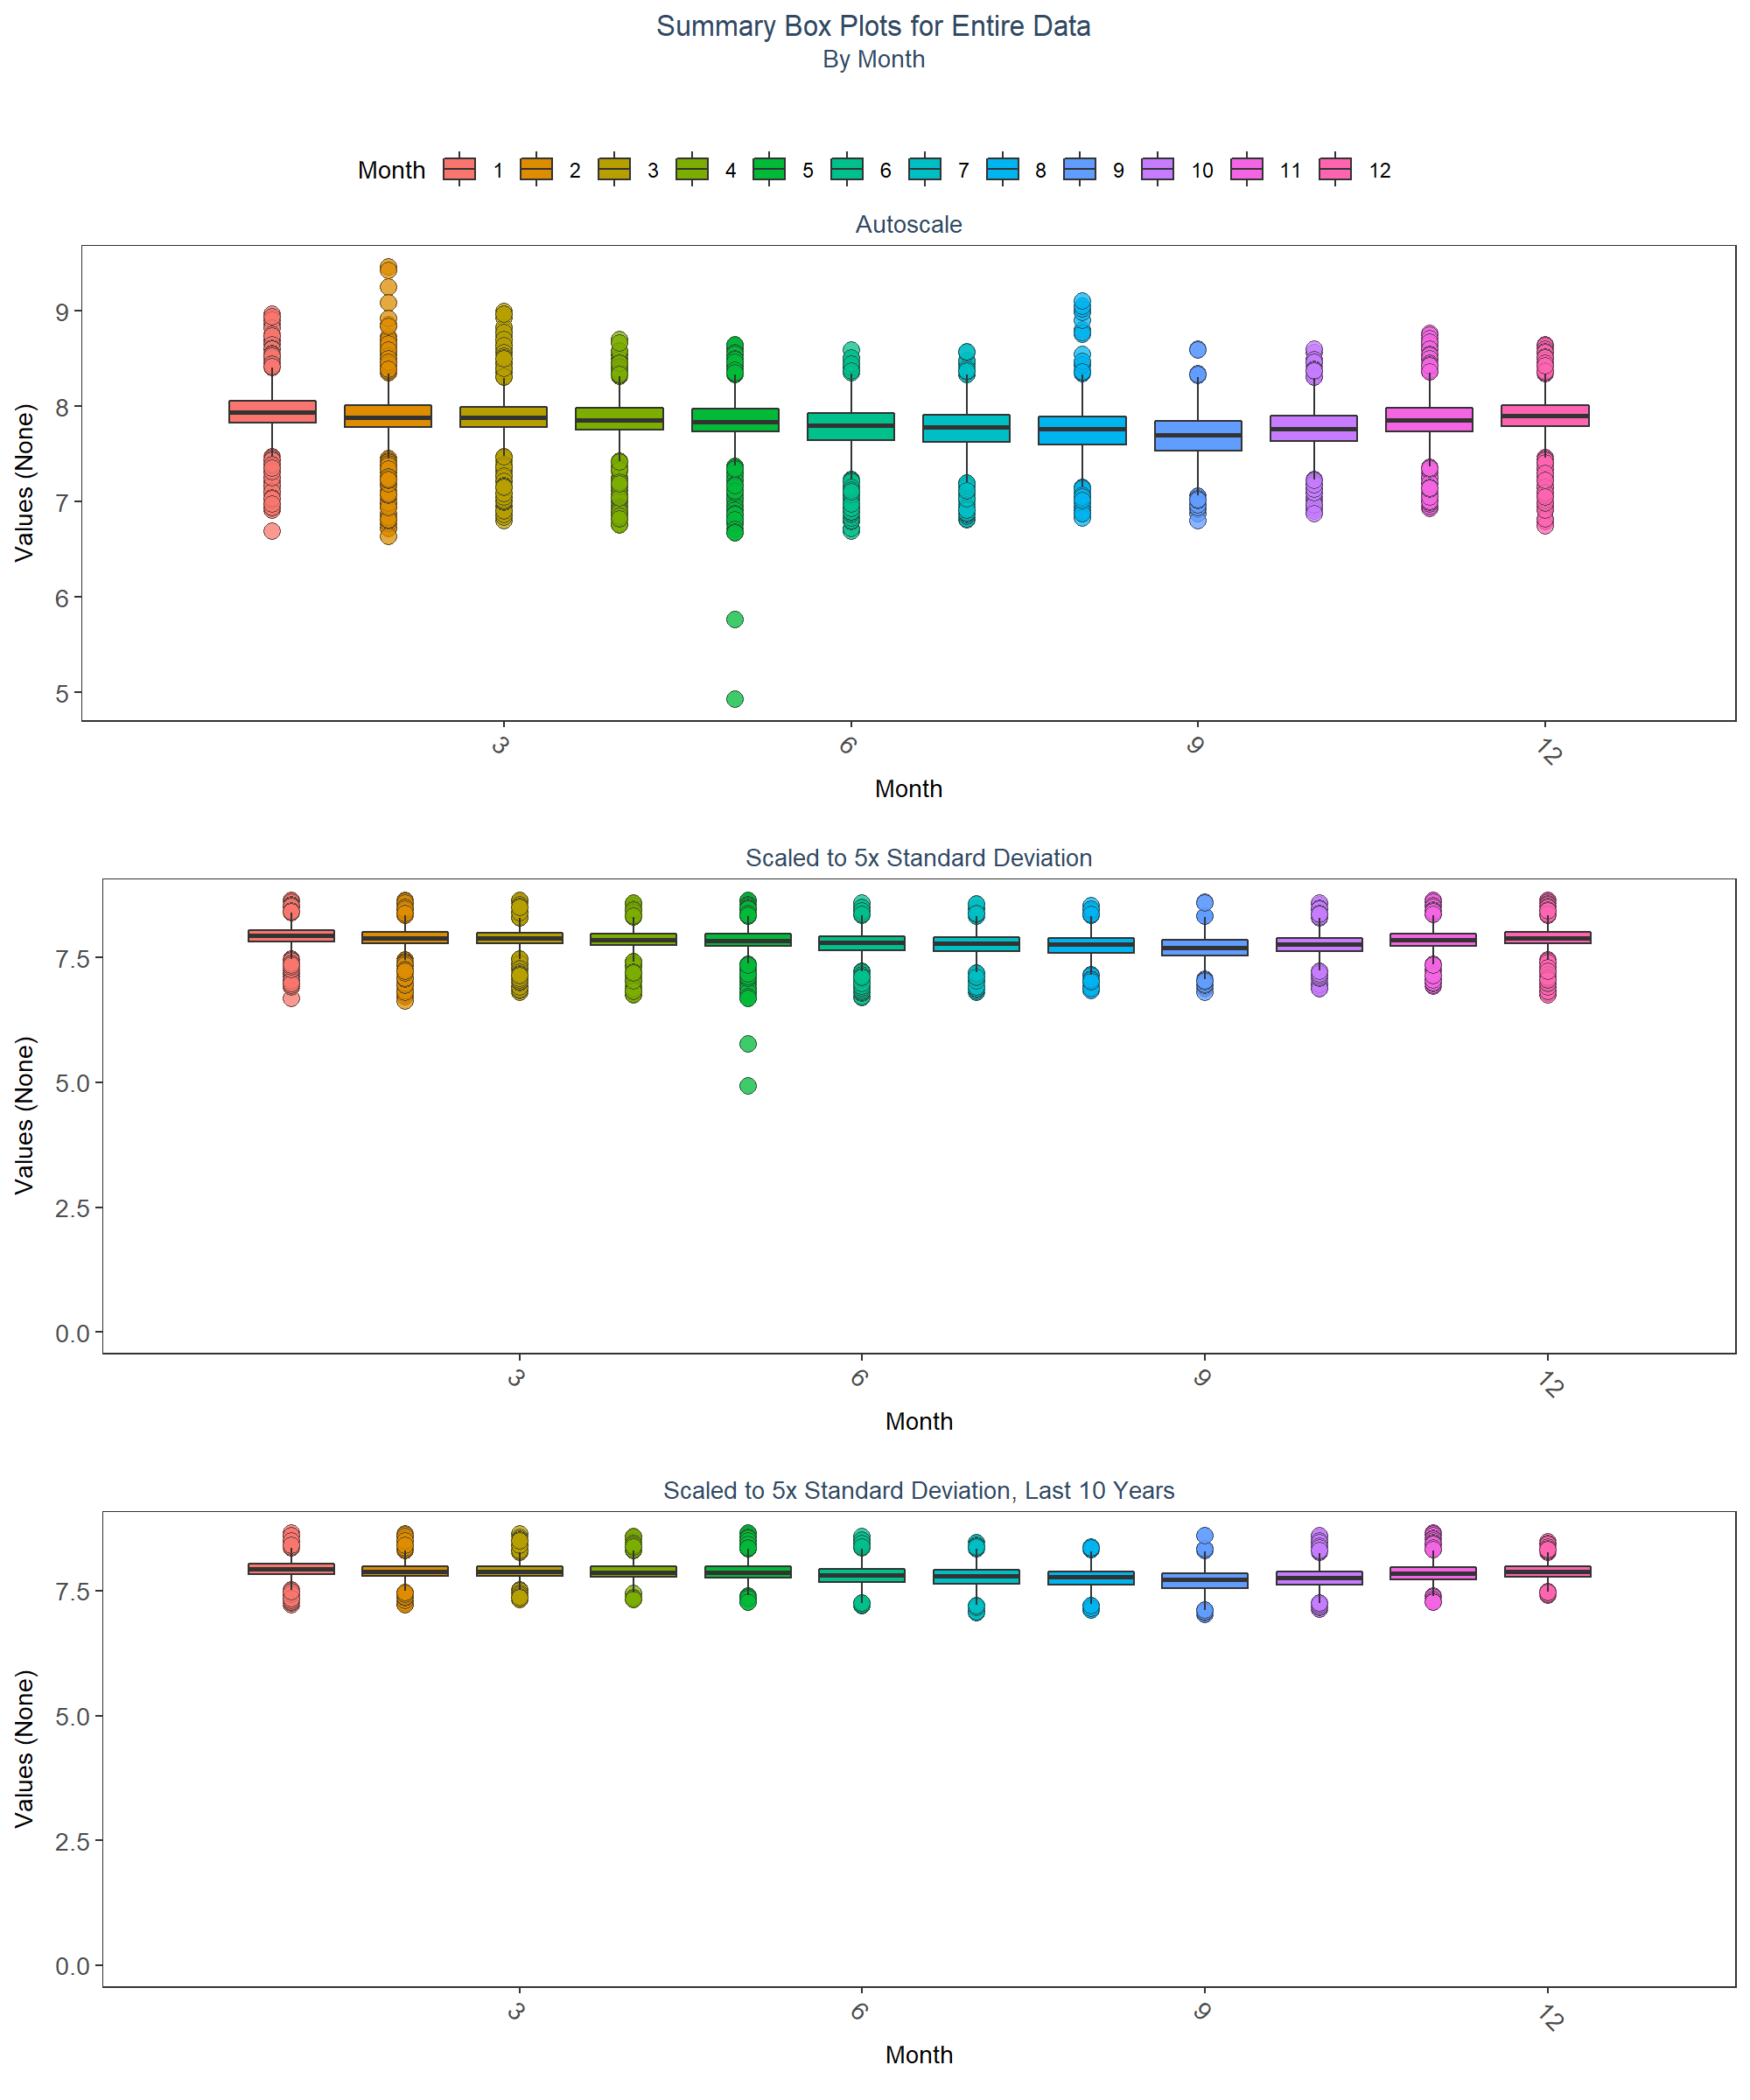 Summary Box Plots for Entire Data
By Month
Month 1 2 3 4 5 6 7 8 9 10 11 12
Autoscale
Values (None)
9
8
7
6
5
3 6 9 12
Month
Scaled to 5x Standard Deviation
Values (None)
7.5
5.0
2.5
0.0
3 6 9 12
Month
Scaled to 5x Standard Deviation, Last 10 Years
Values (None)
7.5
5.0
2.5
0.0
3 6 9 12
Month